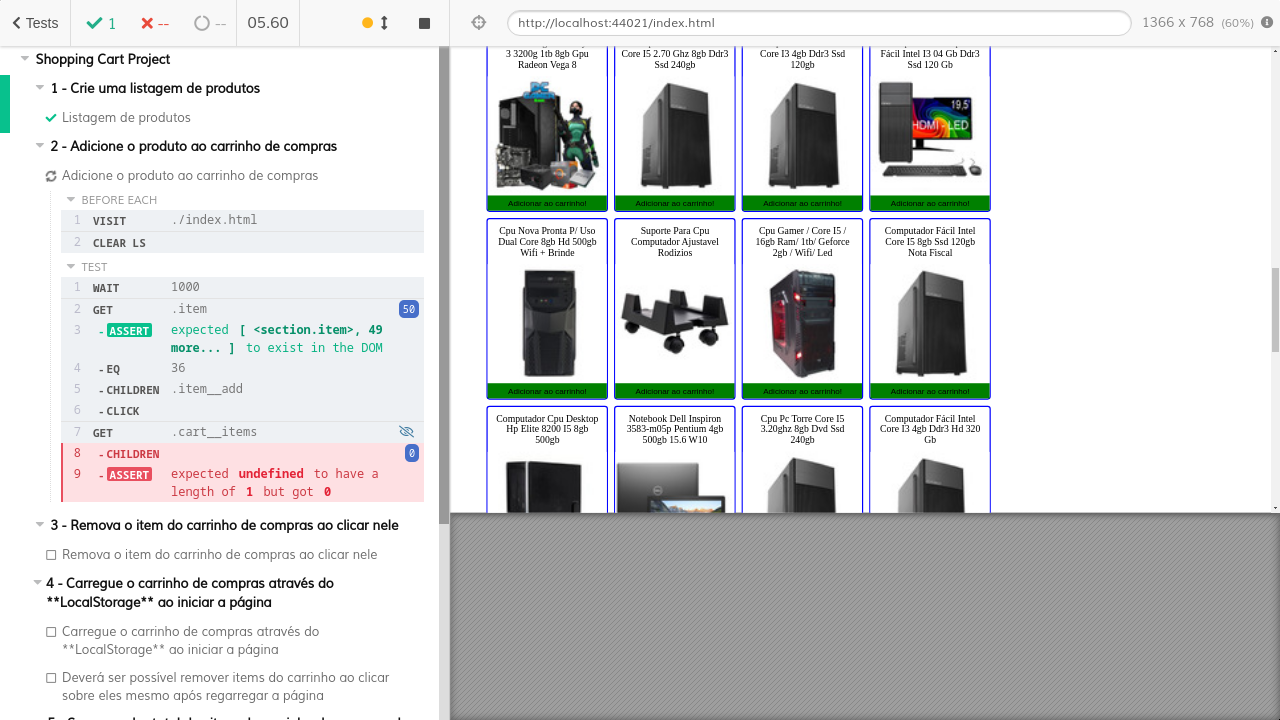 Tests
1
--
--
05.60
http://localhost:44021/index.html
1366 x 768 (60%)
Shopping Cart Project
1 - Crie uma listagem de produtos
Listagem de produtos
2 - Adicione o produto ao carrinho de compras
Adicione o produto ao carrinho de compras
BEFORE EACH
1 VISIT ./index.html
2 CLEAR LS
TEST
1 WAIT 1000
2 GET .item 50
3 -ASSERT expected [ <section.item>, 49
more... ] to exist in the DOM
4 -EQ 36
5 -CHILDREN .item__add
6 -CLICK
7 GET .cart__items
8 -CHILDREN 0
9 -ASSERT expected undefined to have a
length of 1 but got 0
3 - Remova o item do carrinho de compras ao clicar nele
Remova o item do carrinho de compras ao clicar nele
4 - Carregue o carrinho de compras através do
**LocalStorage** ao iniciar a página
Carregue o carrinho de compras através do
**LocalStorage** ao iniciar a página
Deverá ser possível remover items do carrinho ao clicar
sobre eles mesmo após regarregar a página
3 3200g 1tb 8gb Gpu
Radeon Vega 8
Adicionar ao carrinho!
Core I5 2.70 Ghz 8gb Ddr3
Ssd 240gb
Adicionar ao carrinho!
Core I3 4gb Ddr3 Ssd
120gb
Adicionar ao carrinho!
Fácil Intel I3 04 Gb Ddr3
Ssd 120 Gb
19,5"
HDMI - LED
Adicionar ao carrinho!
Cpu Nova Pronta P/ Uso
Dual Core 8gb Hd 500gb
Wifi + Brinde
Adicionar ao carrinho!
Suporte Para Cpu
Computador Ajustavel
Rodizios
Adicionar ao carrinho!
Cpu Gamer / Core I5 /
16gb Ram/ 1tb/ Geforce
2gb / Wifi/ Led
Adicionar ao carrinho!
Computador Fácil Intel
Core I5 8gb Ssd 120gb
Nota Fiscal
Adicionar ao carrinho!
Computador Cpu Desktop
Hp Elite 8200 I5 8gb
500gb
Notebook Dell Inspiron
3583-m05p Pentium 4gb
500gb 15.6 W10
Cpu Pc Torre Core I5
3.20ghz 8gb Dvd Ssd
240gb
Computador Fácil Intel
Core I3 4gb Ddr3 Hd 320
Gb